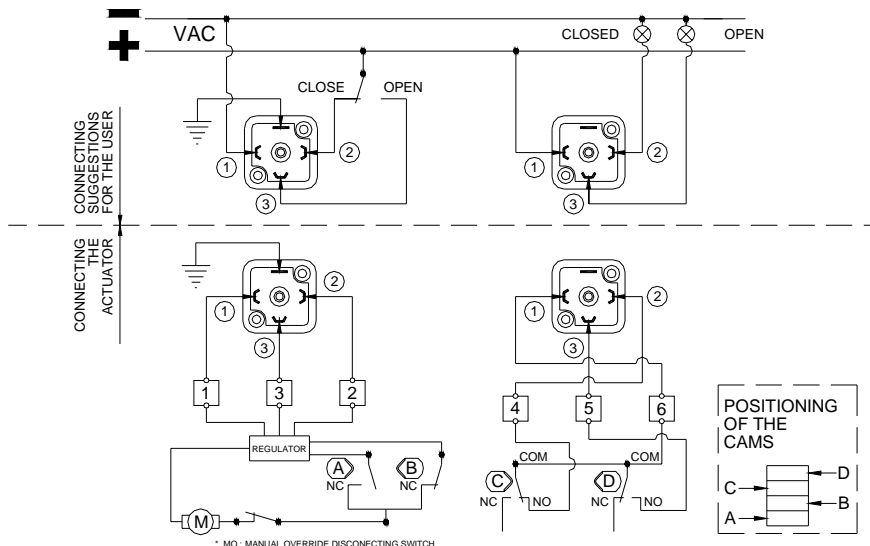 VAC
CLOSED
OPEN
CLOSE
OPEN
1
2
3
1
2
3
CONNECTING
SUGGESTIONS
FOR THE USER
CONNECTING
THE
ACTUATOR
1
2
3
1
2
3
1
3
2
4
5
6
REGULATOR
A
NC
B
NC
M
* MO : MANUAL OVERRIDE DISCONECTING SWITCH
COM
COM
C
NC
NO
D
NC
NO
POSITIONING
OF THE
CAMS
D
C
B
A